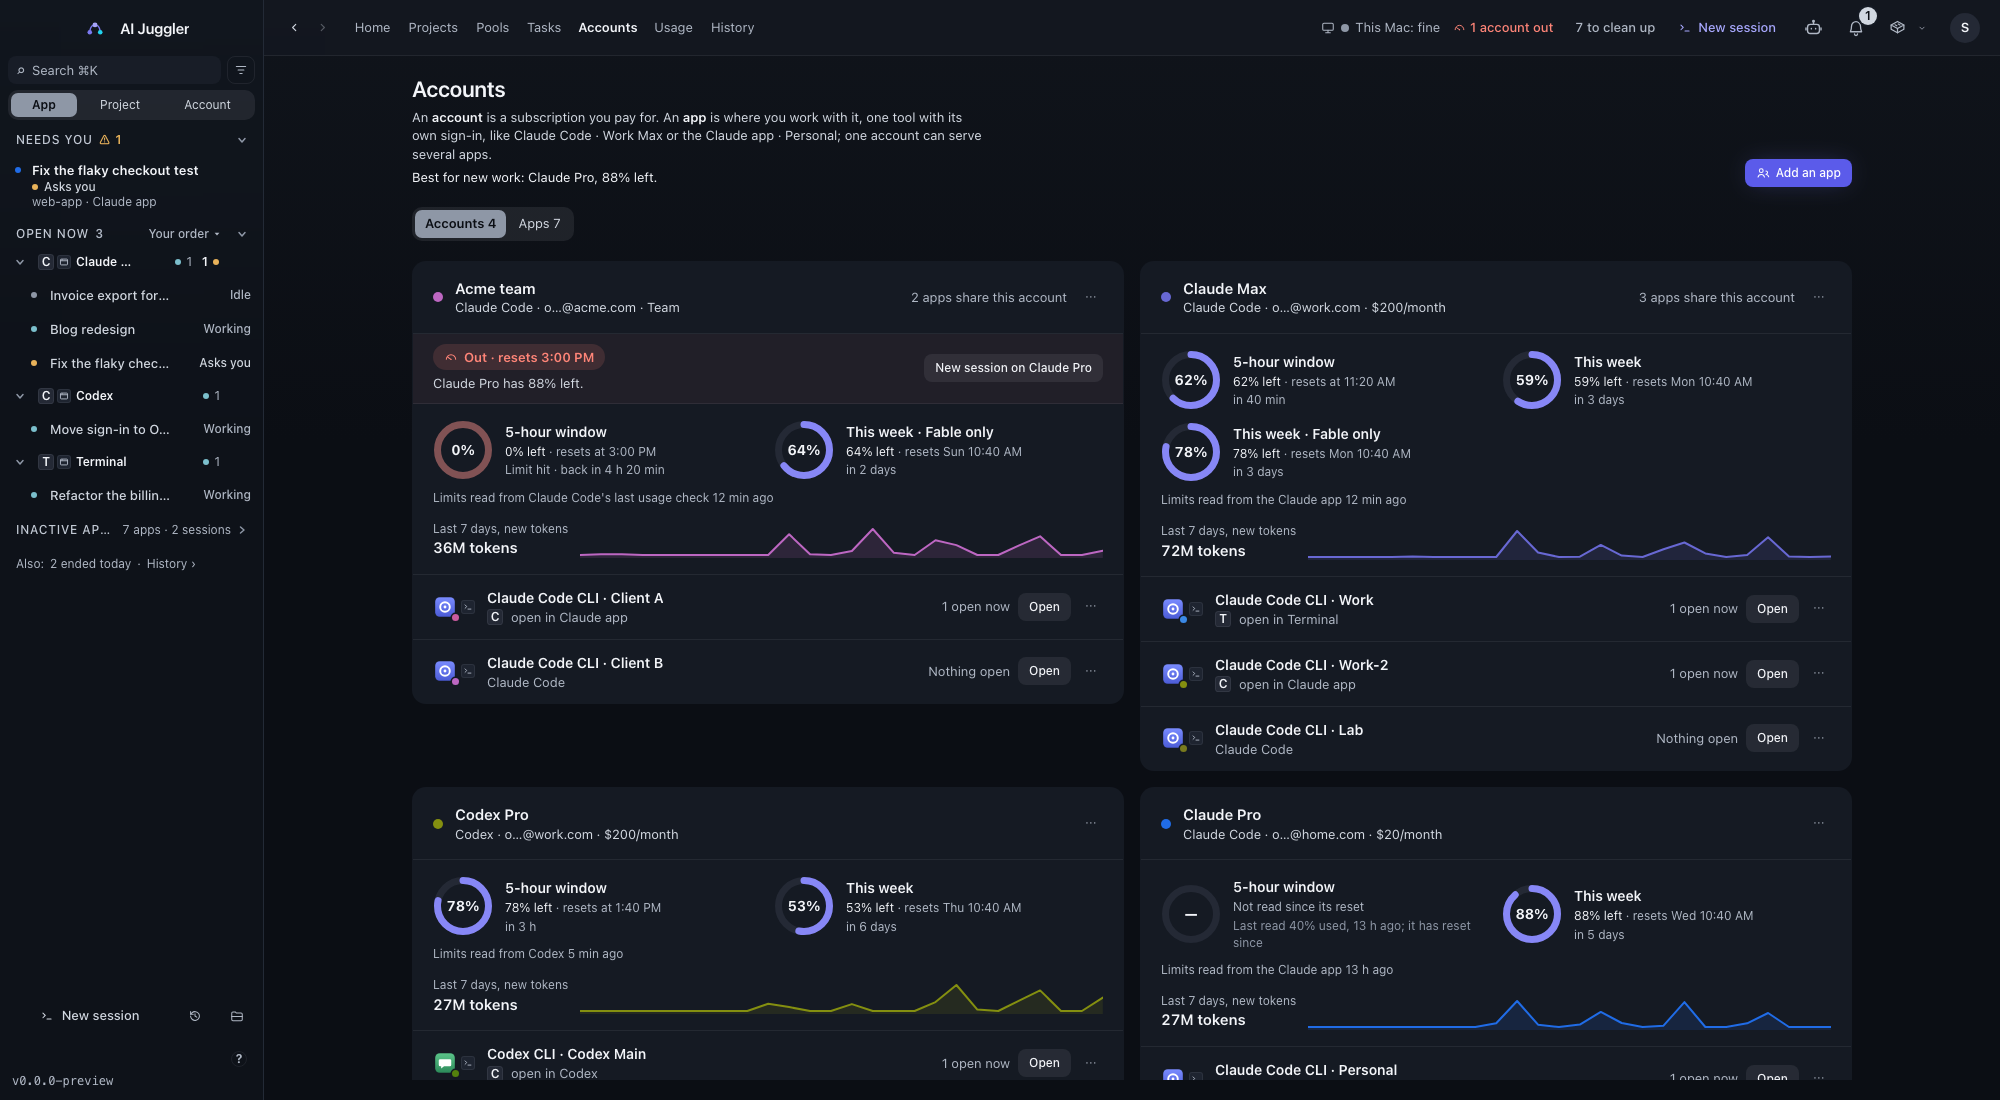 AI Juggler
Search ⌘K
App
Project
Account
NEEDS YOU 1
Fix the flaky checkout test
Asks you
web-app · Claude app
OPEN NOW 3
Your order
C Claude ... 1 1
Invoice export for... Idle
Blog redesign Working
Fix the flaky chec... Asks you
C Codex 1
Move sign-in to O... Working
T Terminal 1
Refactor the billin... Working
INACTIVE AP... 7 apps · 2 sessions
Also: 2 ended today · History ›
New session
?
v0.0.0-preview
Home
Projects
Pools
Tasks
Accounts
Usage
History
This Mac: fine
1 account out
7 to clean up
New session
1
S
Accounts
An account is a subscription you pay for. An app is where you work with it, one tool with its
own sign-in, like Claude Code · Work Max or the Claude app · Personal; one account can serve
several apps.
Best for new work: Claude Pro, 88% left.
Add an app
Accounts 4
Apps 7
Acme team
Claude Code · o...@acme.com · Team
2 apps share this account
Out · resets 3:00 PM
Claude Pro has 88% left.
New session on Claude Pro
0%
5-hour window
0% left · resets at 3:00 PM
Limit hit · back in 4 h 20 min
64%
This week · Fable only
64% left · resets Sun 10:40 AM
in 2 days
Limits read from Claude Code's last usage check 12 min ago
Last 7 days, new tokens
36M tokens
Claude Code CLI · Client A
C open in Claude app
1 open now
Open
Claude Code CLI · Client B
Claude Code
Nothing open
Open
Claude Max
Claude Code · o...@work.com · $200/month
3 apps share this account
62%
5-hour window
62% left · resets at 11:20 AM
in 40 min
59%
This week
59% left · resets Mon 10:40 AM
in 3 days
78%
This week · Fable only
78% left · resets Mon 10:40 AM
in 3 days
Limits read from the Claude app 12 min ago
Last 7 days, new tokens
72M tokens
Claude Code CLI · Work
T open in Terminal
1 open now
Open
Claude Code CLI · Work-2
C open in Claude app
1 open now
Open
Claude Code CLI · Lab
Claude Code
Nothing open
Open
Codex Pro
Codex · o...@work.com · $200/month
78%
5-hour window
78% left · resets at 1:40 PM
in 3 h
53%
This week
53% left · resets Thu 10:40 AM
in 6 days
Limits read from Codex 5 min ago
Last 7 days, new tokens
27M tokens
Codex CLI · Codex Main
C open in Codex
1 open now
Open
Claude Pro
Claude Code · o...@home.com · $20/month
–
5-hour window
Not read since its reset
Last read 40% used, 13 h ago; it has reset
since
88%
This week
88% left · resets Wed 10:40 AM
in 5 days
Limits read from the Claude app 13 h ago
Last 7 days, new tokens
27M tokens
Claude Code CLI · Personal
1 open now
Open